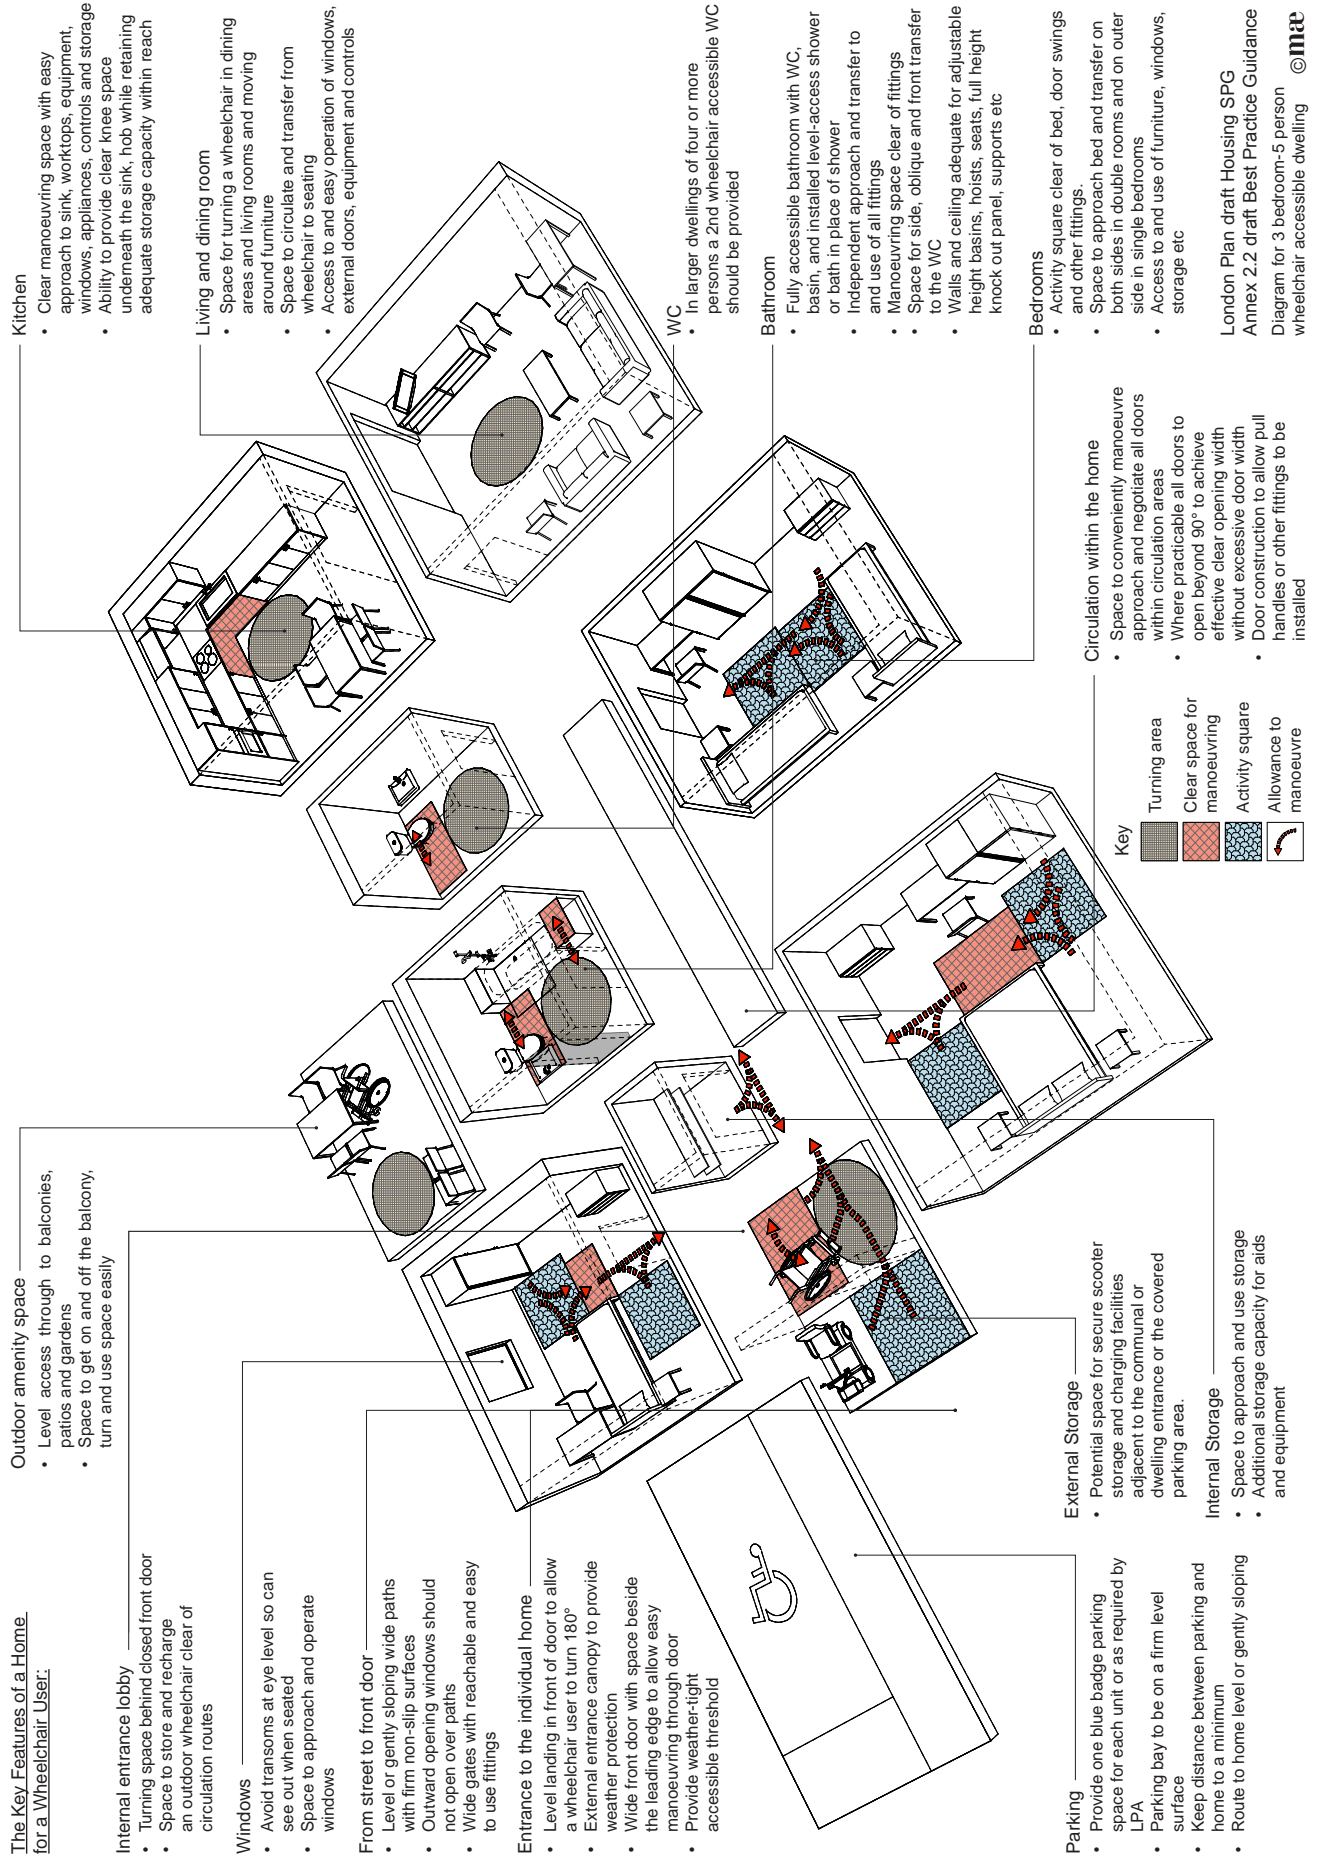 The Key Features of a Home
for a Wheelchair User:
Internal entrance lobby
• Turning space behind closed front door
• Space to store and recharge
an outdoor wheelchair clear of
circulation routes
Windows
• Avoid transoms at eye level so can
see out when seated
• Space to approach and operate
windows
From street to front door
• Level or gently sloping wide paths
with firm non-slip surfaces
• Outward opening windows should
not open over paths
• Wide gates with reachable and easy
to use fittings
Entrance to the individual home
• Level landing in front of door to allow
a wheelchair user to turn 180°
• External entrance canopy to provide
weather protection
• Wide front door with space beside
the leading edge to allow easy
manoeuvring through door
• Provide weather-tight
accessible threshold
Parking
• Provide one blue badge parking
space for each unit or as required by
LPA
• Parking bay to be on a firm level
surface
• Keep distance between parking and
home to a minimum
• Route to home level or gently sloping
Outdoor amenity space
• Level access through to balconies,
patios and gardens
• Space to get on and off the balcony,
turn and use space easily
External Storage
• Potential space for secure scooter
storage and charging facilities
adjacent to the communal or
dwelling entrance or the covered
parking area.
Internal Storage
• Space to approach and use storage
• Additional storage capacity for aids
and equipment
Kitchen
• Clear manoeuvring space with easy
approach to sink, worktops, equipment,
windows, appliances, controls and storage
• Ability to provide clear knee space
underneath the sink, hob while retaining
adequate storage capacity within reach
Living and dining room
• Space for turning a wheelchair in dining
areas and living rooms and moving
around furniture
• Space to circulate and transfer from
wheelchair to seating
• Access to and easy operation of windows,
external doors, equipment and controls
WC
• In larger dwellings of four or more
persons a 2nd wheelchair accessible WC
should be provided
Bathroom
• Fully accessible bathroom with WC,
basin, and installed level-access shower
or bath in place of shower
• Independent approach and transfer to
and use of all fittings
• Manoeuvring space clear of fittings
• Space for side, oblique and front transfer
to the WC
• Walls and ceiling adequate for adjustable
height basins, hoists, seats, full height
knock out panel, supports etc
Bedrooms
• Activity square clear of bed, door swings
and other fittings.
• Space to approach bed and transfer on
both sides in double rooms and on outer
side in single bedrooms
• Access to and use of furniture, windows,
storage etc
Circulation within the home
• Space to conveniently manoeuvre
approach and negotiate all doors
within circulation areas
• Where practicable all doors to
open beyond 90° to achieve
effective clear opening width
without excessive door width
• Door construction to allow pull
handles or other fittings to be
installed
Key
Turning area
Clear space for
manoeuvring
Activity square
Allowance to
manoeuvre
London Plan draft Housing SPG
Annex 2.2 draft Best Practice Guidance
Diagram for 3 bedroom-5 person
wheelchair accessible dwelling
©mæ